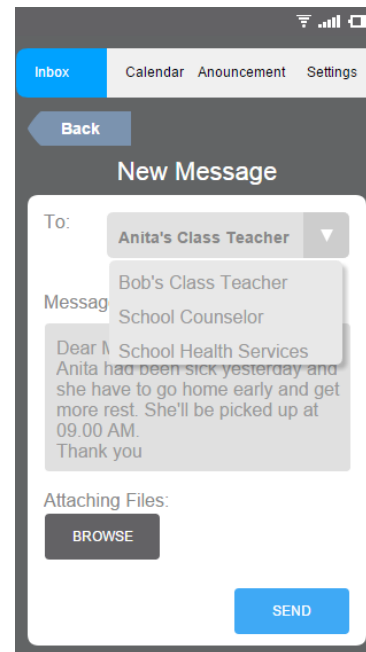 Inbox Calendar Anouncement Settings
Back
New Message
To:
Anita's Class Teacher
Bob's Class Teacher
School Counselor
School Health Services
Dear
Anita had been sick yesterday and
she have to go home early and get
more rest. She'll be picked up at
09.00 AM.
Thank you
Attaching Files:
BROWSE
SEND